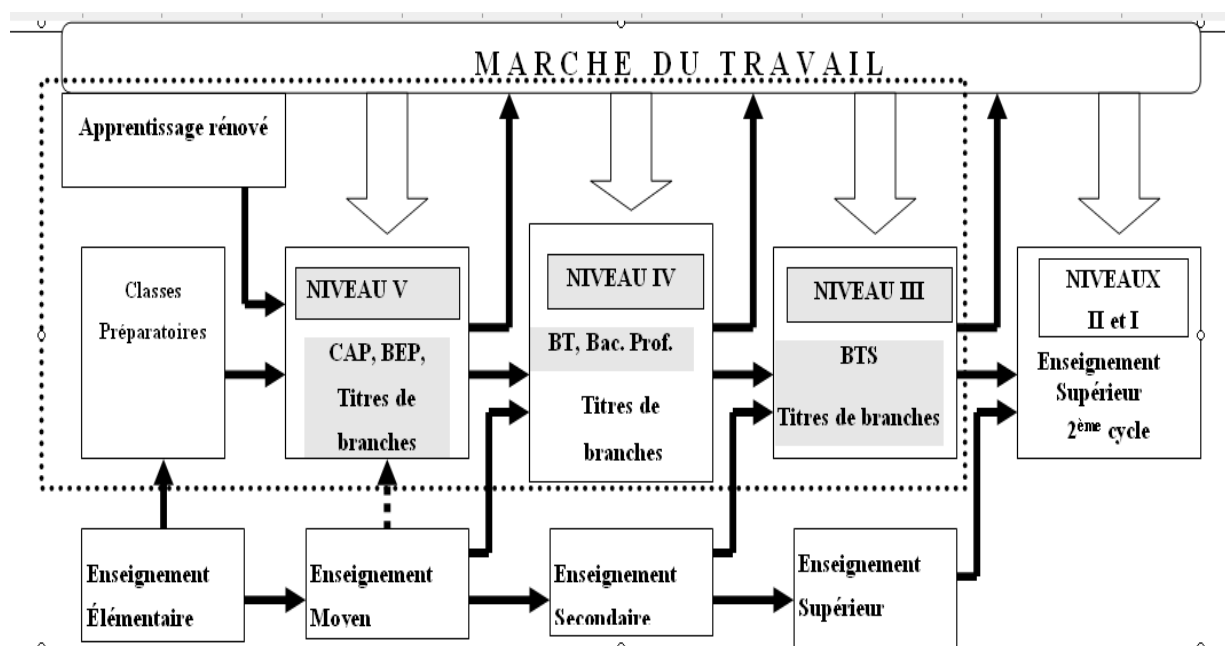 MARCHE DU TRAVAIL
Apprentissage rénové
Classes
Préparatoires
NIVEAU V
CAP, BEP,
Titres de
branches
NIVEAU IV
BT, Bac. Prof.
Titres de
branches
NIVEAU III
BTS
Titres de branches
NIVEAUX
II et I
Enseignement
Supérieur
2ème cycle
Enseignement
Élémentaire
Enseignement
Moyen
Enseignement
Secondaire
Enseignement
Supérieur